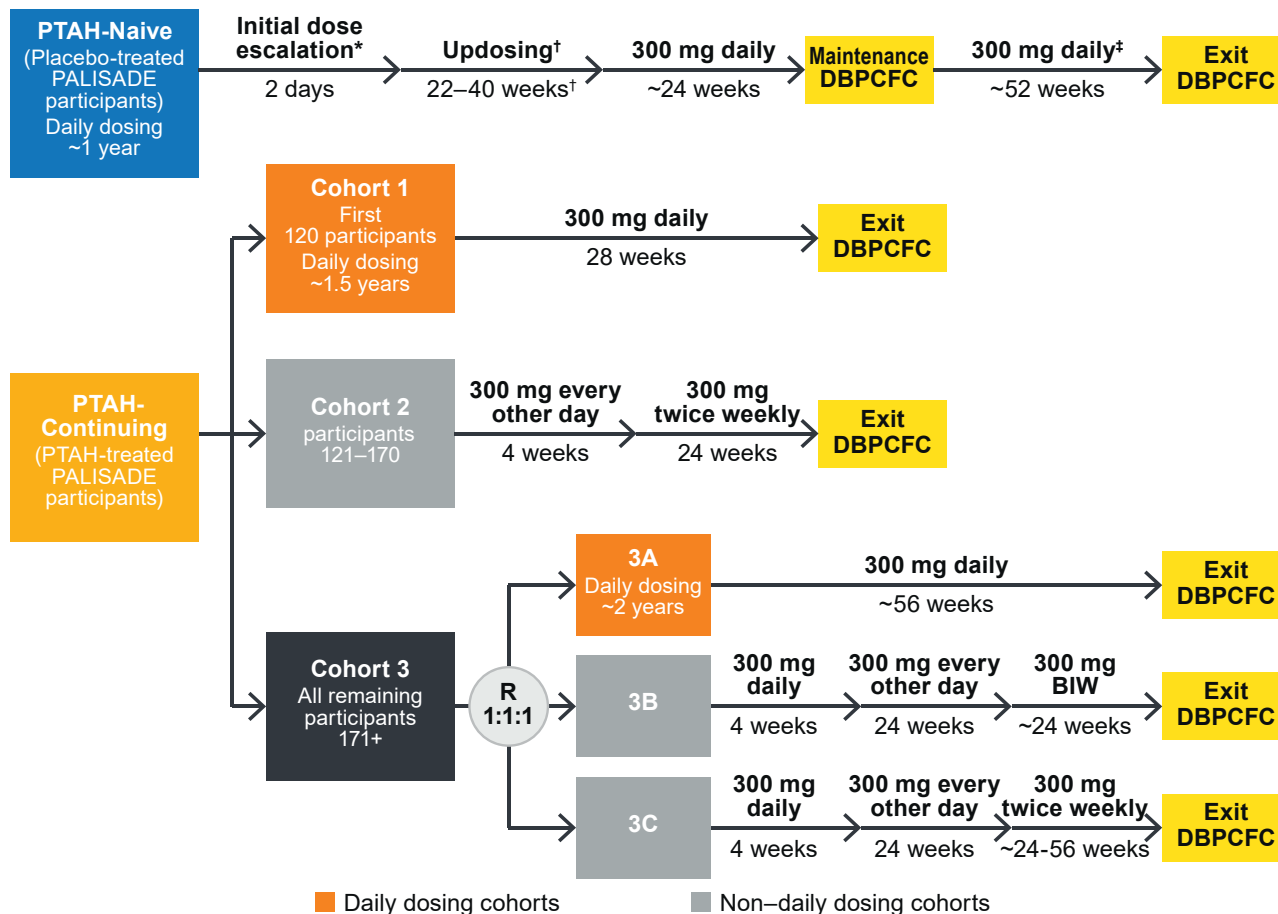 PTAH-Naive
(Placebo-treated
PALISADE
participants)
Daily dosing
~1 year
Initial dose
escalation*
2 days
Updosing†
22–40 weeks†
300 mg daily
~24 weeks
Maintenance
DBPCFC
300 mg daily‡
~52 weeks
Exit
DBPCFC
Cohort 1
First
120 participants
Daily dosing
~1.5 years
300 mg daily
28 weeks
Exit
DBPCFC
PTAH-
Continuing
(PTAH-treated
PALISADE
participants)
Cohort 2
participants
121–170
300 mg every
other day
4 weeks
300 mg
twice weekly
24 weeks
Exit
DBPCFC
Cohort 3
All remaining
participants
171+
R
1:1:1
3A
Daily dosing
~2 years
300 mg daily
~56 weeks
Exit
DBPCFC
3B
300 mg
daily
4 weeks
300 mg every
other day
24 weeks
300 mg
BIW
~24 weeks
Exit
DBPCFC
3C
300 mg
daily
4 weeks
300 mg every
other day
24 weeks
300 mg
twice weekly
~24-56 weeks
Exit
DBPCFC
Daily dosing cohorts
Non–daily dosing cohorts